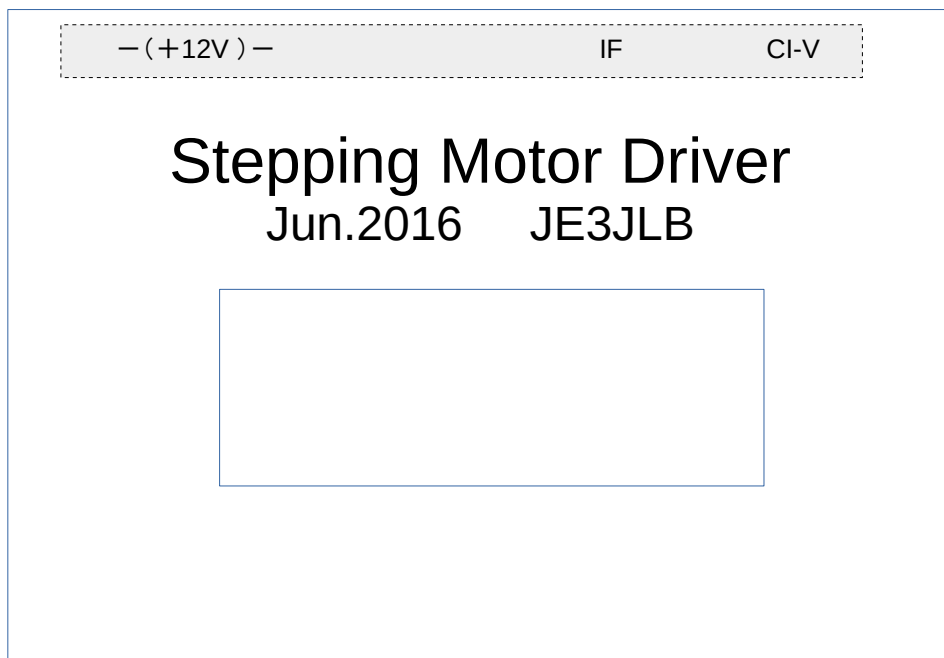 －（＋12V ）－ IF CI-V
Stepping Motor Driver
Jun.2016 JE3JLB